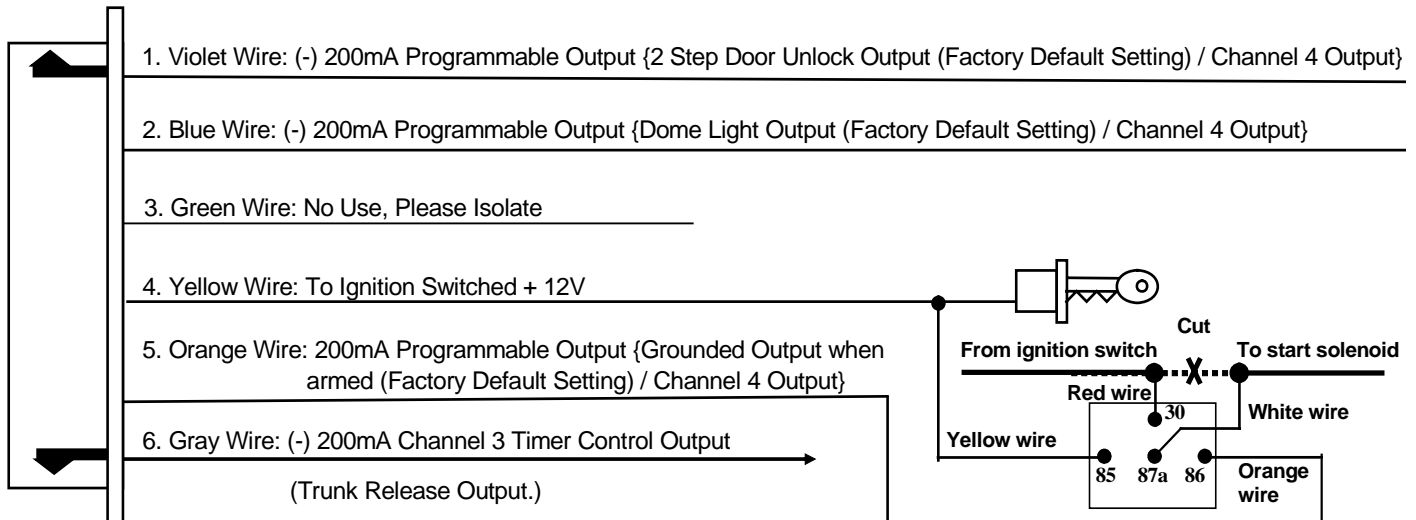 1. Violet Wire: (-) 200mA Programmable Output {2 Step Door Unlock Output (Factory Default Setting) / Channel 4 Output}
2. Blue Wire: (-) 200mA Programmable Output {Dome Light Output (Factory Default Setting) / Channel 4 Output}
3. Green Wire: No Use, Please Isolate
4. Yellow Wire: To Ignition Switched + 12V
5. Orange Wire: 200mA Programmable Output {Grounded Output when
armed (Factory Default Setting) / Channel 4 Output}
6. Gray Wire: (-) 200mA Channel 3 Timer Control Output
(Trunk Release Output.)
Cut
From ignition switch
To start solenoid
Red wire
30
White wire
Yellow wire
85 87a 86
Orange
wire